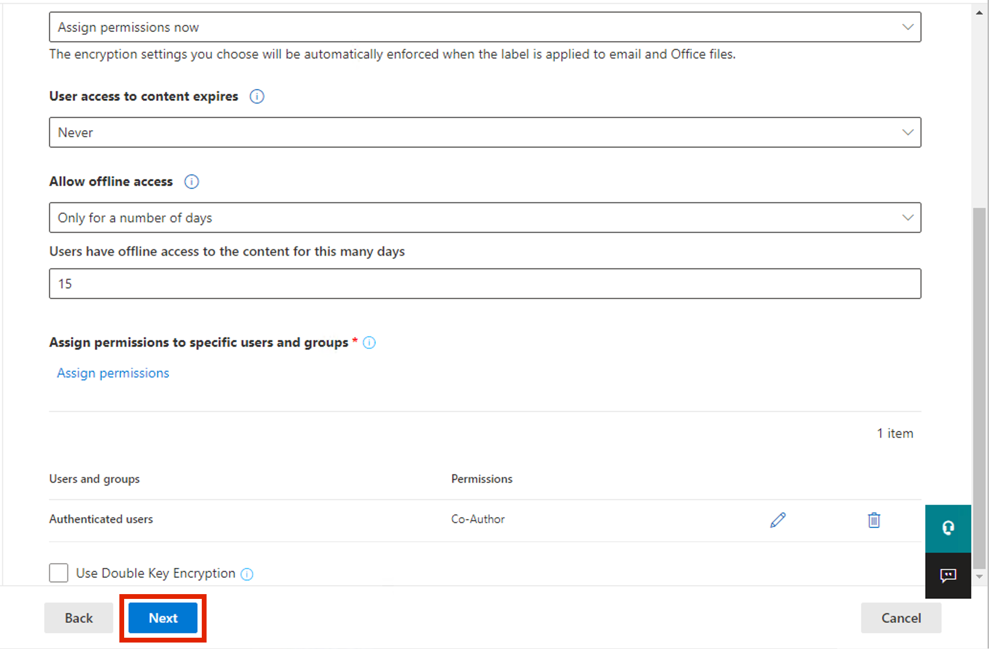 Assign permissions now
The encryption settings you choose will be automatically enforced when the label is applied to email and Office files.
User access to content expires
Never
Allow offline access
Only for a number of days
Users have offline access to the content for this many days
15
Assign permissions to specific users and groups *
Assign permissions
1 item
Users and groups Permissions
Authenticated users Co-Author
Use Double Key Encryption
Back Next Cancel